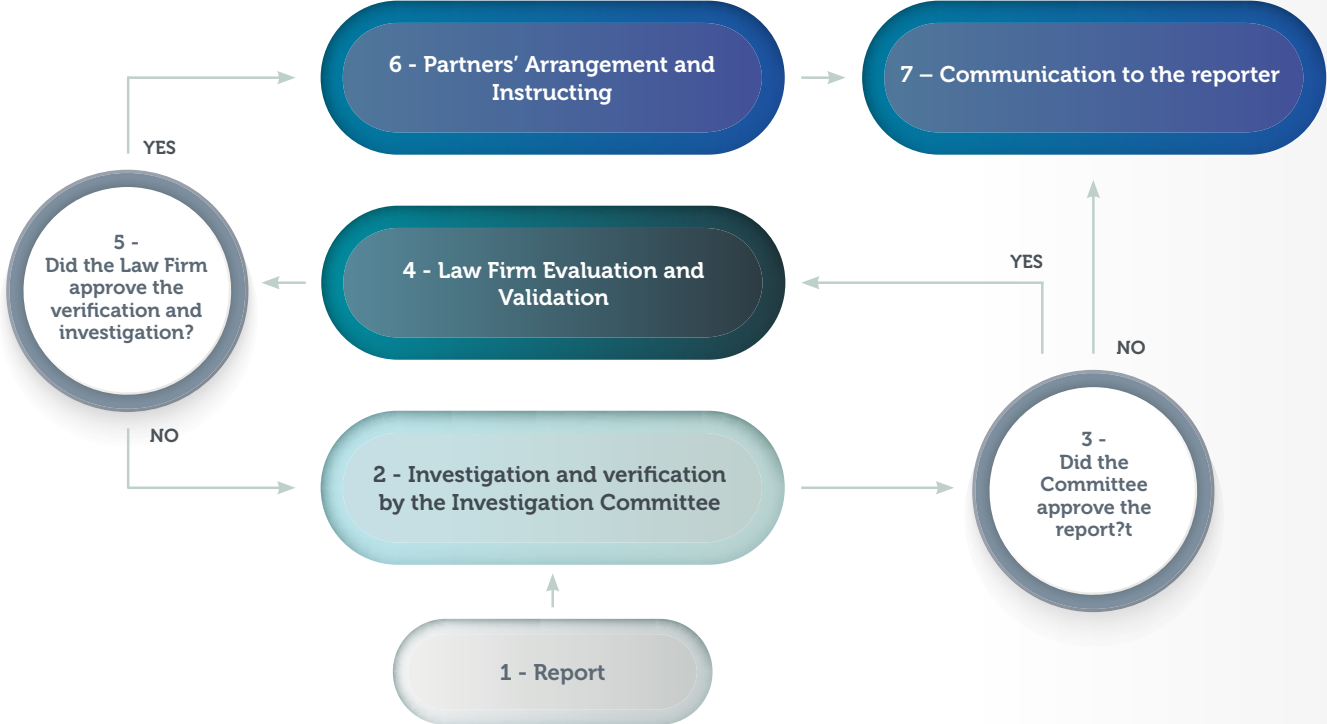 6 - Partners’ Arrangement and
Instructing
7 – Communication to the reporter
YES
5 -
Did the Law Firm
approve the
verification and
investigation?
4 - Law Firm Evaluation and
Validation
YES
NO
NO
2 - Investigation and verification
by the Investigation Committee
3 -
Did the
Committee
approve the
report?t
1 - Report